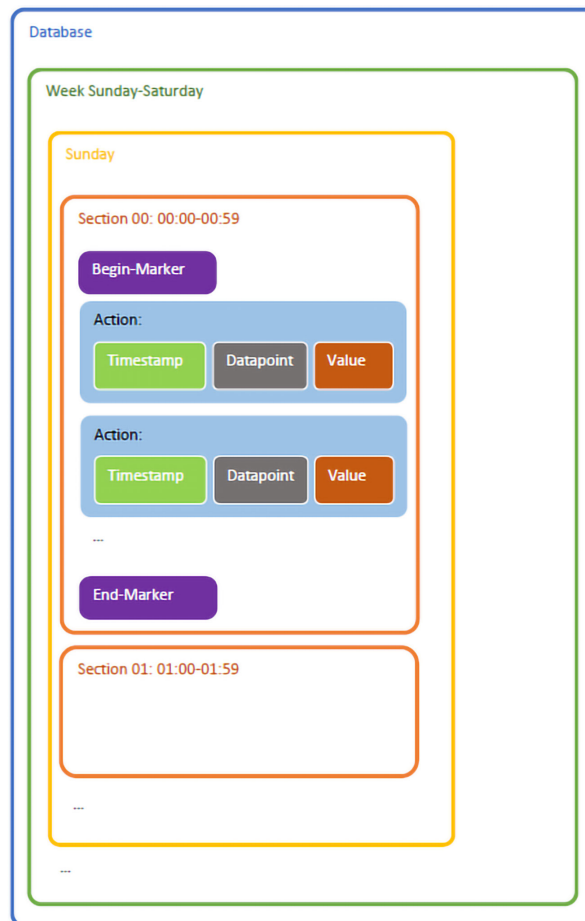 Database
Week Sunday-Saturday
Sunday
Section 00: 00:00-00:59
Begin-Marker
Action:
Timestamp Datapoint Value
Action:
Timestamp Datapoint Value
...
End-Marker
Section 01: 01:00-01:59
...
...